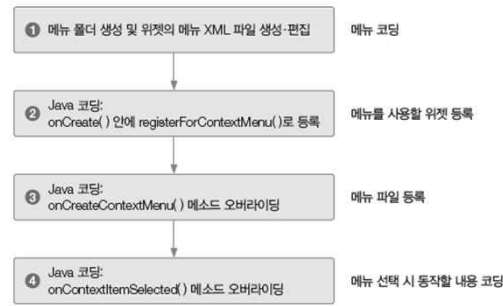 ❶ 메뉴 폴더 생성 및 위젯의 메뉴 XML 파일 생성·편집
메뉴 코딩
❷ Java 코딩:
onCreate( ) 안에 registerForContextMenu( )로 등록
메뉴를 사용할 위젯 등록
❸ Java 코딩:
onCreateContextMenu( ) 메소드 오버라이딩
메뉴 파일 등록
❹ Java 코딩:
onContextItemSelected( ) 메소드 오버라이딩
메뉴 선택 시 동작할 내용 코딩